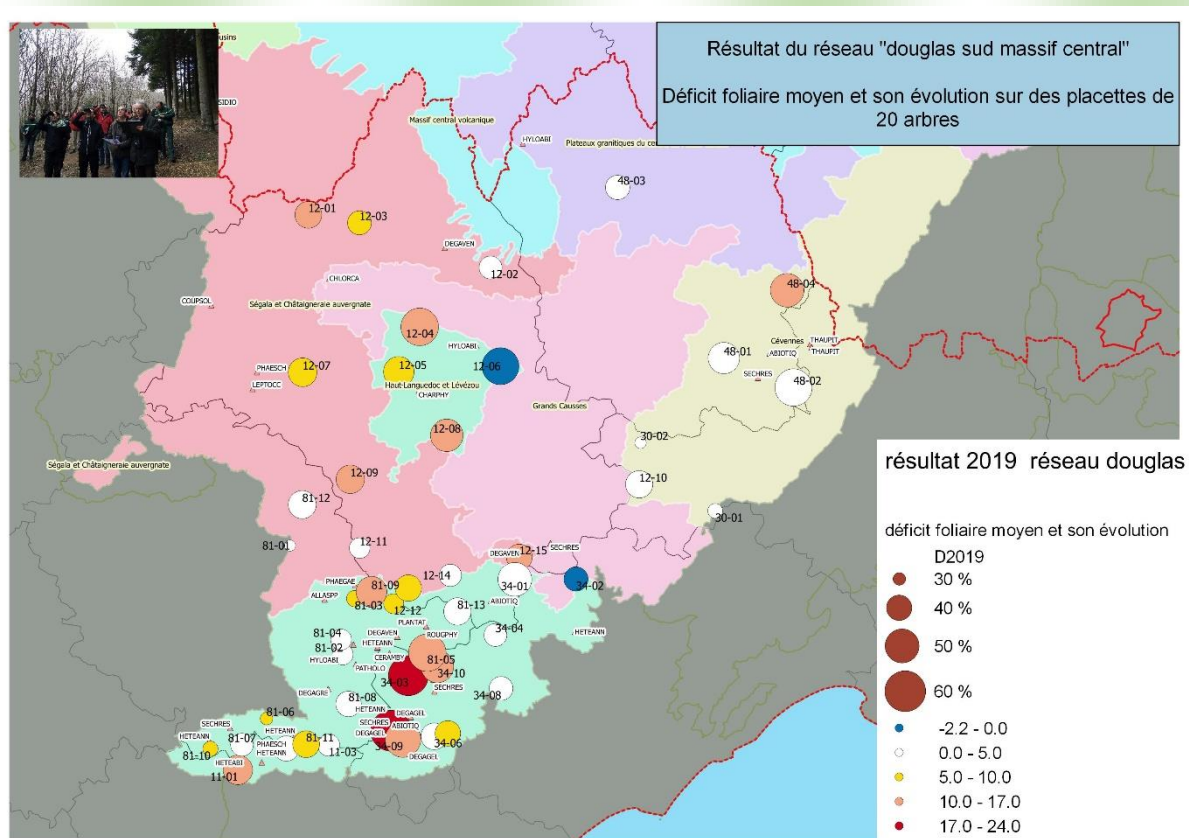 Résultat du réseau "douglas sud massif central"
Déficit foliaire moyen et son évolution sur des placettes de
20 arbres
usins
SIDIO
Massif central volcanique
HYLOABI
Plateaux granitiques du ce
48-03
12-01
12-03
DEGAVEN
12-02
CHLORCA
COUPSOL
Ségala et Châtaigneraie auvergnate
48-04
12-04
HYLOABI
Cévennes
THAUPIT
THAUPIT
ABIOTIQ
48-01
12-07
12-05
12-06
PHAESCH
LEPTOCC
SECHRES
48-02
Haut-Languedoc et Lévézou
CHARPHY
Grands Causses
12-08
30-02
Ségala et Châtaigneraie auvergnate
12-09
12-10
81-12
30-01
81-01
12-11
DEGAVEN
12-15
SECHRES
PHAEGAE
81-09
12-14
34-01
34-02
ALLASPP
81-03
12-12
ABIOTIQ
81-13
PLANTAT
81-04
DEGAVEN
ROUGPHY
34-04
HETEANN
81-02
HETEANN
HYLOABI
CERAMBY
81-05
PATHOLO
34-10
34-03
SECHRES
34-08
DEGAGRE
81-08
HETEANN
81-06
DEGAGEL
SECHRES
SECHRES
ABIOTIQ
HETEANN
HETEANN
DEGAGEL
81-07
PHAESCH
81-11
34-09
34-06
81-10
HETEANN
11-03
DEGAGEL
HETEABI
11-01
résultat 2019 réseau douglas
déficit foliaire moyen et son évolution
D2019
30 %
40 %
50 %
60 %
-2.2 - 0.0
0.0 - 5.0
5.0 - 10.0
10.0 - 17.0
17.0 - 24.0